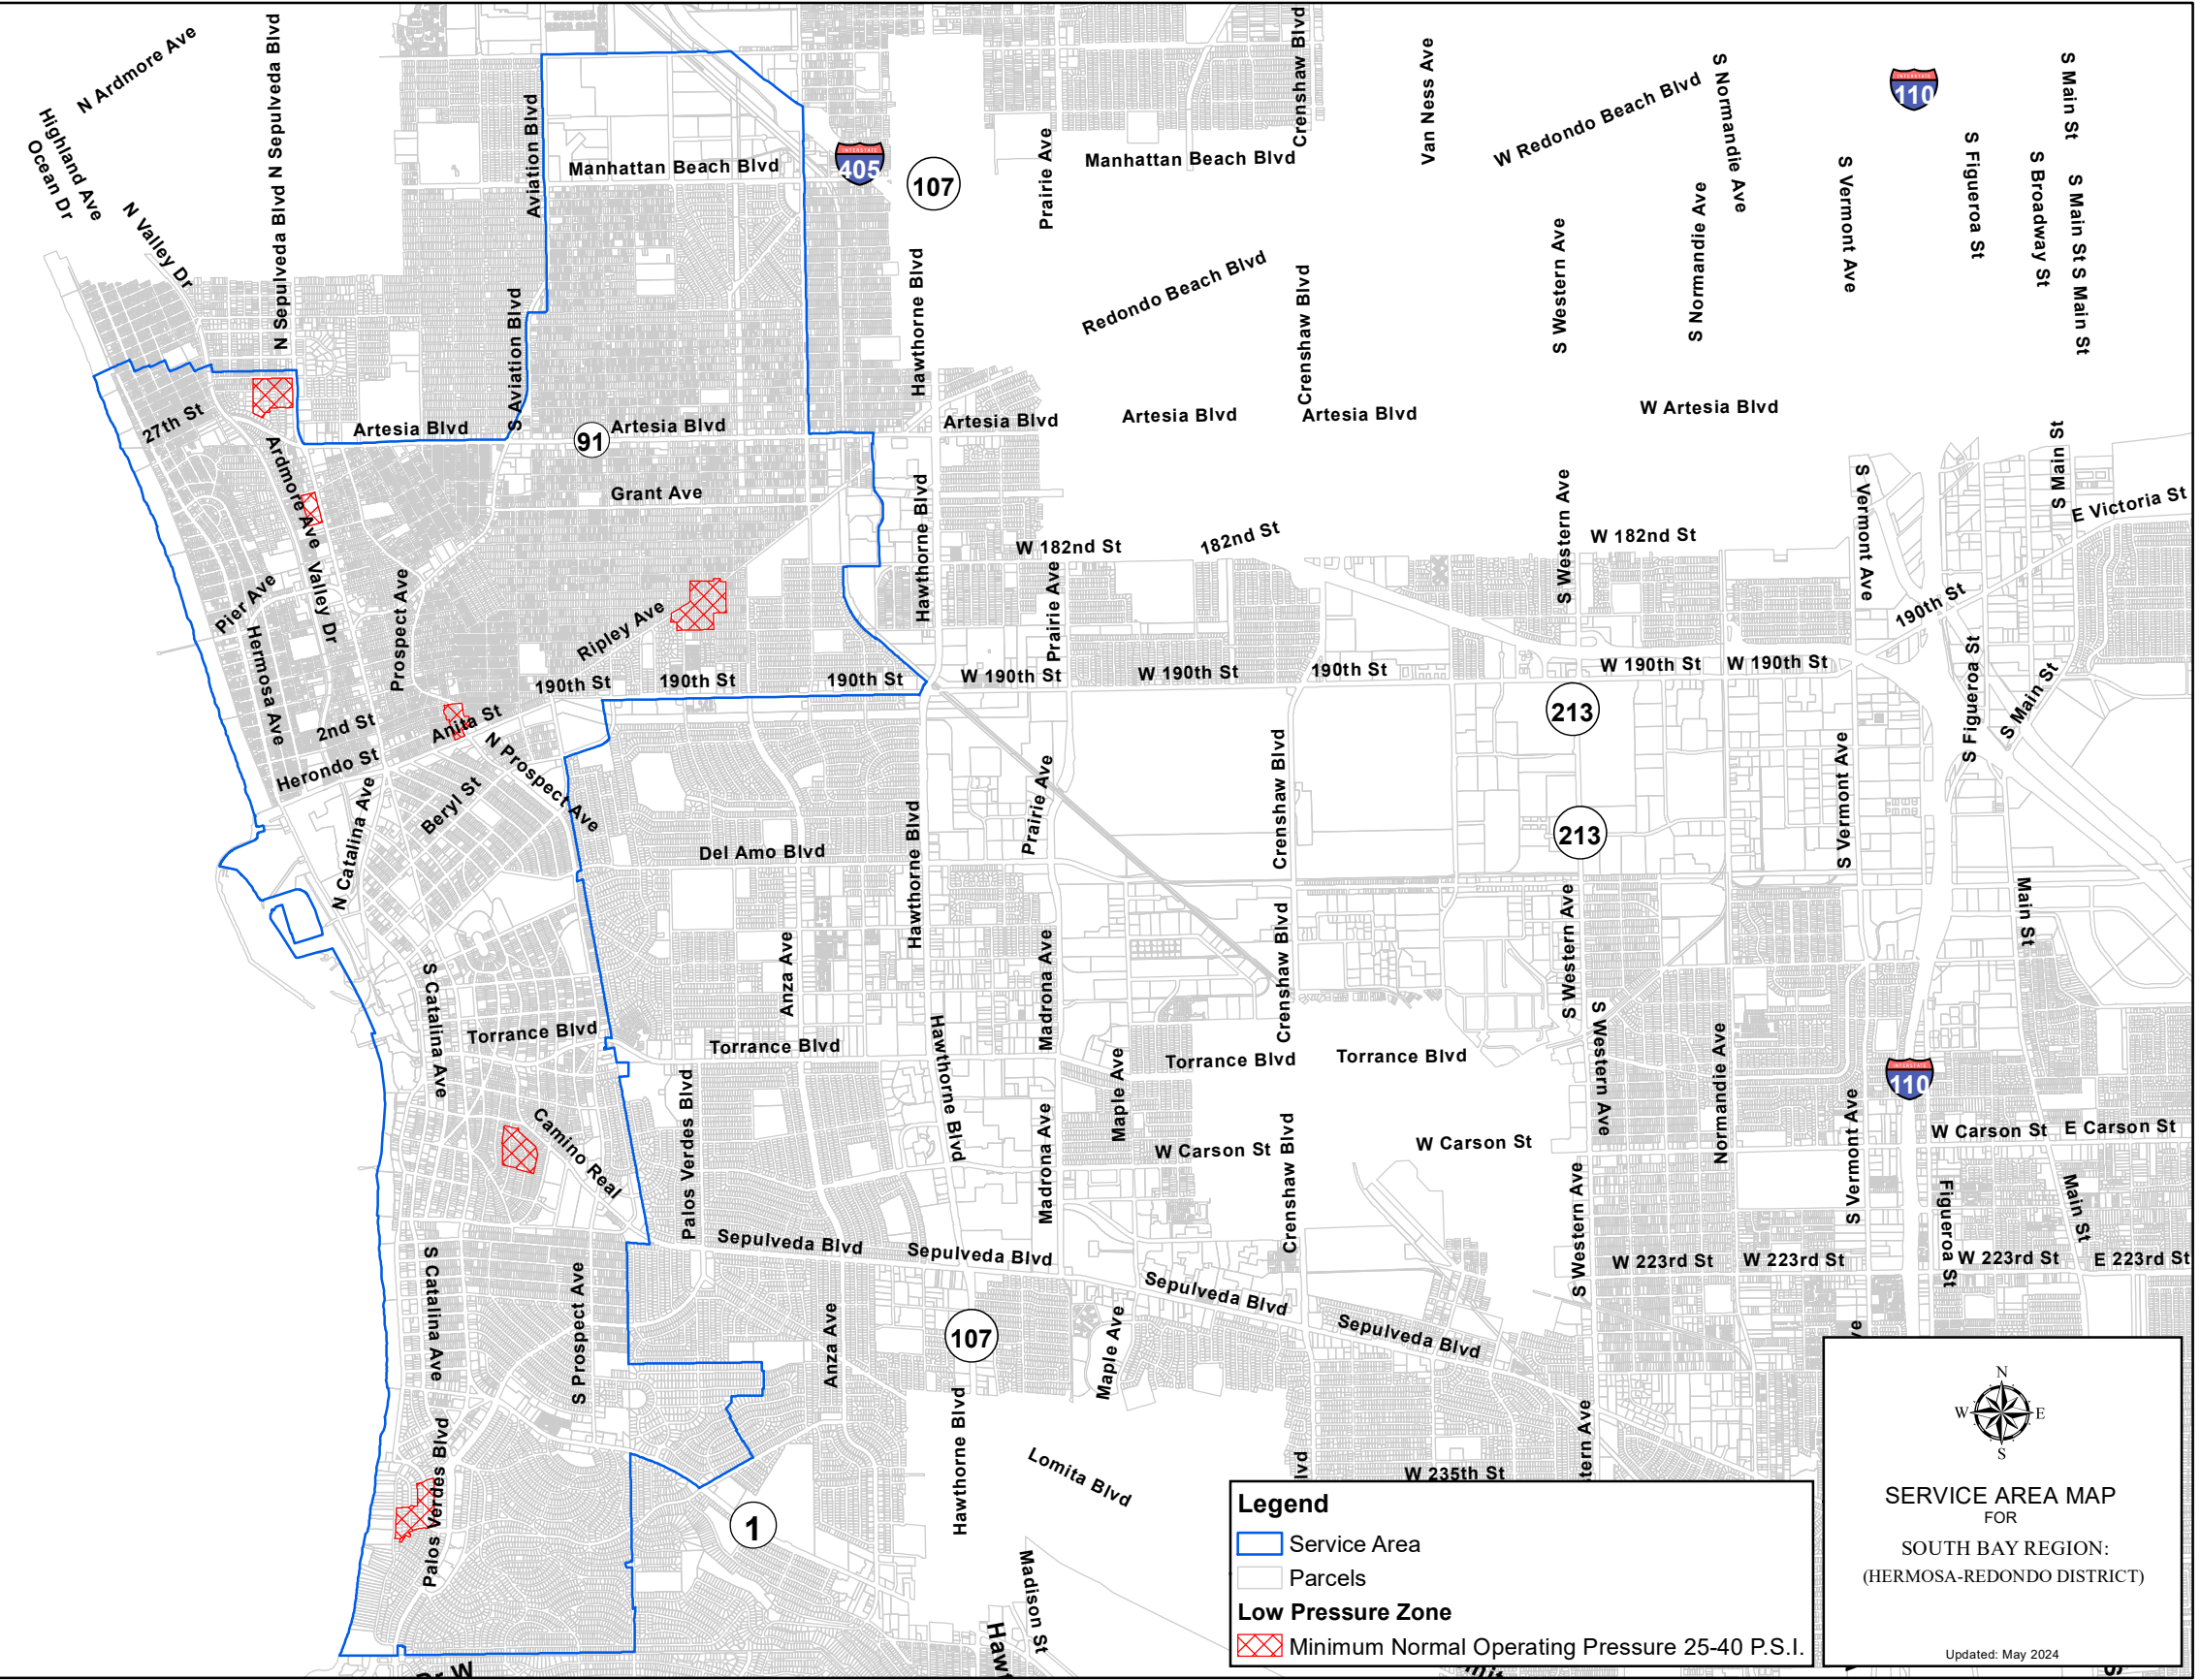 N Ardmore Ave
Highland Ave
Ocean Dr
N Valley Dr
N Sepulveda Blvd
N Sepulveda Blvd
N Sepulveda Blvd
Aviation Blvd
S Aviation Blvd
Manhattan Beach Blvd
INTERSTATE
405
107
Prairie Ave
Manhattan Beach Blvd
Crenshaw Blvd
Van Ness Ave
W Redondo Beach Blvd
S Normandie Ave
INTERSTATE
110
S Main St
S Figueroa St
S Broadway St
S Main St
S Main St
S Vermont Ave
S Normandie Ave
S Western Ave
Redondo Beach Blvd
Crenshaw Blvd
Hawthorne Blvd
27th St
Artesia Blvd
91
Artesia Blvd
Artesia Blvd
Artesia Blvd
Artesia Blvd
W Artesia Blvd
Ardmore Ave
Grant Ave
Hawthorne Blvd
W 182nd St
182nd St
S Western Ave
W 182nd St
S Vermont Ave
S Main St
E Victoria St
190th St
Pier Ave
Valley Dr
Hermosa Ave
Prospect Ave
Ripley Ave
Prairie Ave
190th St
190th St
190th St
W 190th St
W 190th St
190th St
W 190th St
W 190th St
S Figueroa St
S Main St
2nd St
Herondo St
Anita St
N Prospect Ave
Beryl St
N Catalina Ave
213
213
Del Amo Blvd
Hawthorne Blvd
Prairie Ave
Crenshaw Blvd
S Vermont Ave
Anza Ave
Madrona Ave
Crenshaw Blvd
S Western Ave
Main St
S Catalina Ave
Torrance Blvd
Torrance Blvd
Hawthorne Blvd
Maple Ave
Torrance Blvd
Torrance Blvd
S Western Ave
Normandie Ave
INTERSTATE
110
Camino Real
Palos Verdes Blvd
Madrona Ave
W Carson St
Crenshaw Blvd
W Carson St
S Vermont Ave
W Carson St
E Carson St
S Western Ave
Figueroa St
Main St
Sepulveda Blvd
Sepulveda Blvd
Sepulveda Blvd
Sepulveda Blvd
W 223rd St
W 223rd St
W 223rd St
E 223rd St
S Catalina Ave
S Prospect Ave
Anza Ave
107
Maple Ave
Hawthorne Blvd
Palos Verdes Blvd
Lomita Blvd
W 235th St
1
Madison St
Legend
Service Area
Parcels
Low Pressure Zone
Minimum Normal Operating Pressure 25-40 P.S.I.
N
W E
S
SERVICE AREA MAP
FOR
SOUTH BAY REGION:
(HERMOSA-REDONDO DISTRICT)
Updated: May 2024